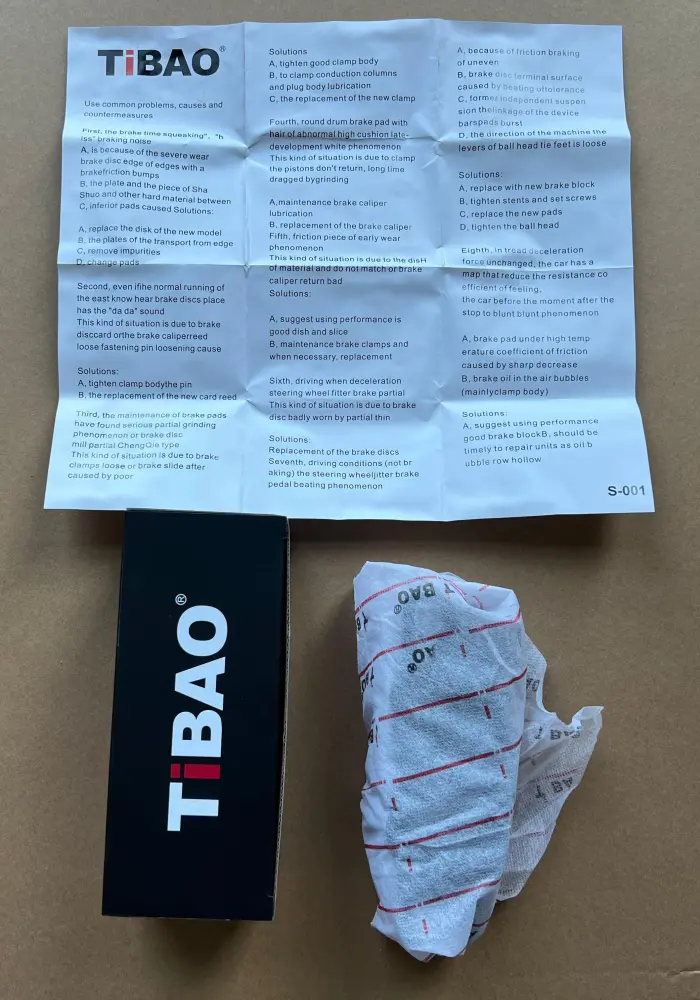 TiBAO®
Use common problems, causes and
countermeasures
First, the brake time squeaking", "h
iss" braking noise
A, is because of the severe wear
brake disc edge of edges with a
brakefriction bumps
B, the plate and the piece of Sha
Shuo and other hard material between
C, inferior pads caused Solutions:
A, replace the disk of the new model
B, the plates of the transport from edge
C, remove impurities
D, change pads
Second, even ifihe normal running of
the east know hear brake discs place
has the "da da" sound
This kind of situation is due to brake
disccard orthe brake caliperreed
loose fastening pin loosening cause
Solutions:
A, tighten clamp bodythe pin
B, the replacement of the new card reed
Third, the maintenance of brake pads
have found serious partial grinding
phenomenon or brake disc
mill partial ChengQie type
This kind of situation is due to brake
clamps loose or brake slide after
caused by poor
Solutions
A, tighten good clamp body
B, to clamp conduction columns
and plug body lubrication
C, the replacement of the new clamp
Fourth, round drum brake pad with
hair of abnormal high cushion late-
development white phenomenon
This kind of situation is due to clamp
the pistons don't return, long time
dragged bygrinding
A,maintenance brake caliper
lubrication
B, replacement of the brake caliper
Fifth, friction piece of early wear
phenomenon
This kind of situation is due to the disH
of material and do not match or brake
caliper return bad
Solutions:
A, suggest using performance is
good dish and slice
B, maintenance brake clamps and
when necessary, replacement
Sixth, driving when deceleration
steering wheel fitter brake partial
This kind of situation is due to brake
disc badly worn by partial thin
Solutions:
Replacement of the brake discs
Seventh, driving conditions (not br
aking) the steering wheeljitter brake
pedal beating phenomenon
A, because of friction braking
of uneven
B, brake disc terminal surface
caused by beating oftolerance
C, former independent suspen
sion thelinkage of the device
barspads burst
D, the direction of the machine the
levers of ball head tie feet is loose
Solutions:
A, replace with new brake block
B, tighten stents and set screws
C, replace the new pads
D, tighten the ball head
Eighth, in tread deceleration
force unchanged, the car has a
map that reduce the resistance co
efficient of feeling,
the car before the moment after the
stop to blunt blunt phenomenon
A, brake pad under high temp
erature coefficient of friction
caused by sharp decrease
B, brake oil in the air bubbles
(mainlyclamp body)
Solutions:
A, suggest using performance
good brake blockB, should be
timely to repair units as oil b
ubble row hollow.
S-001
TiBAO®
TiBAO®
BAO®